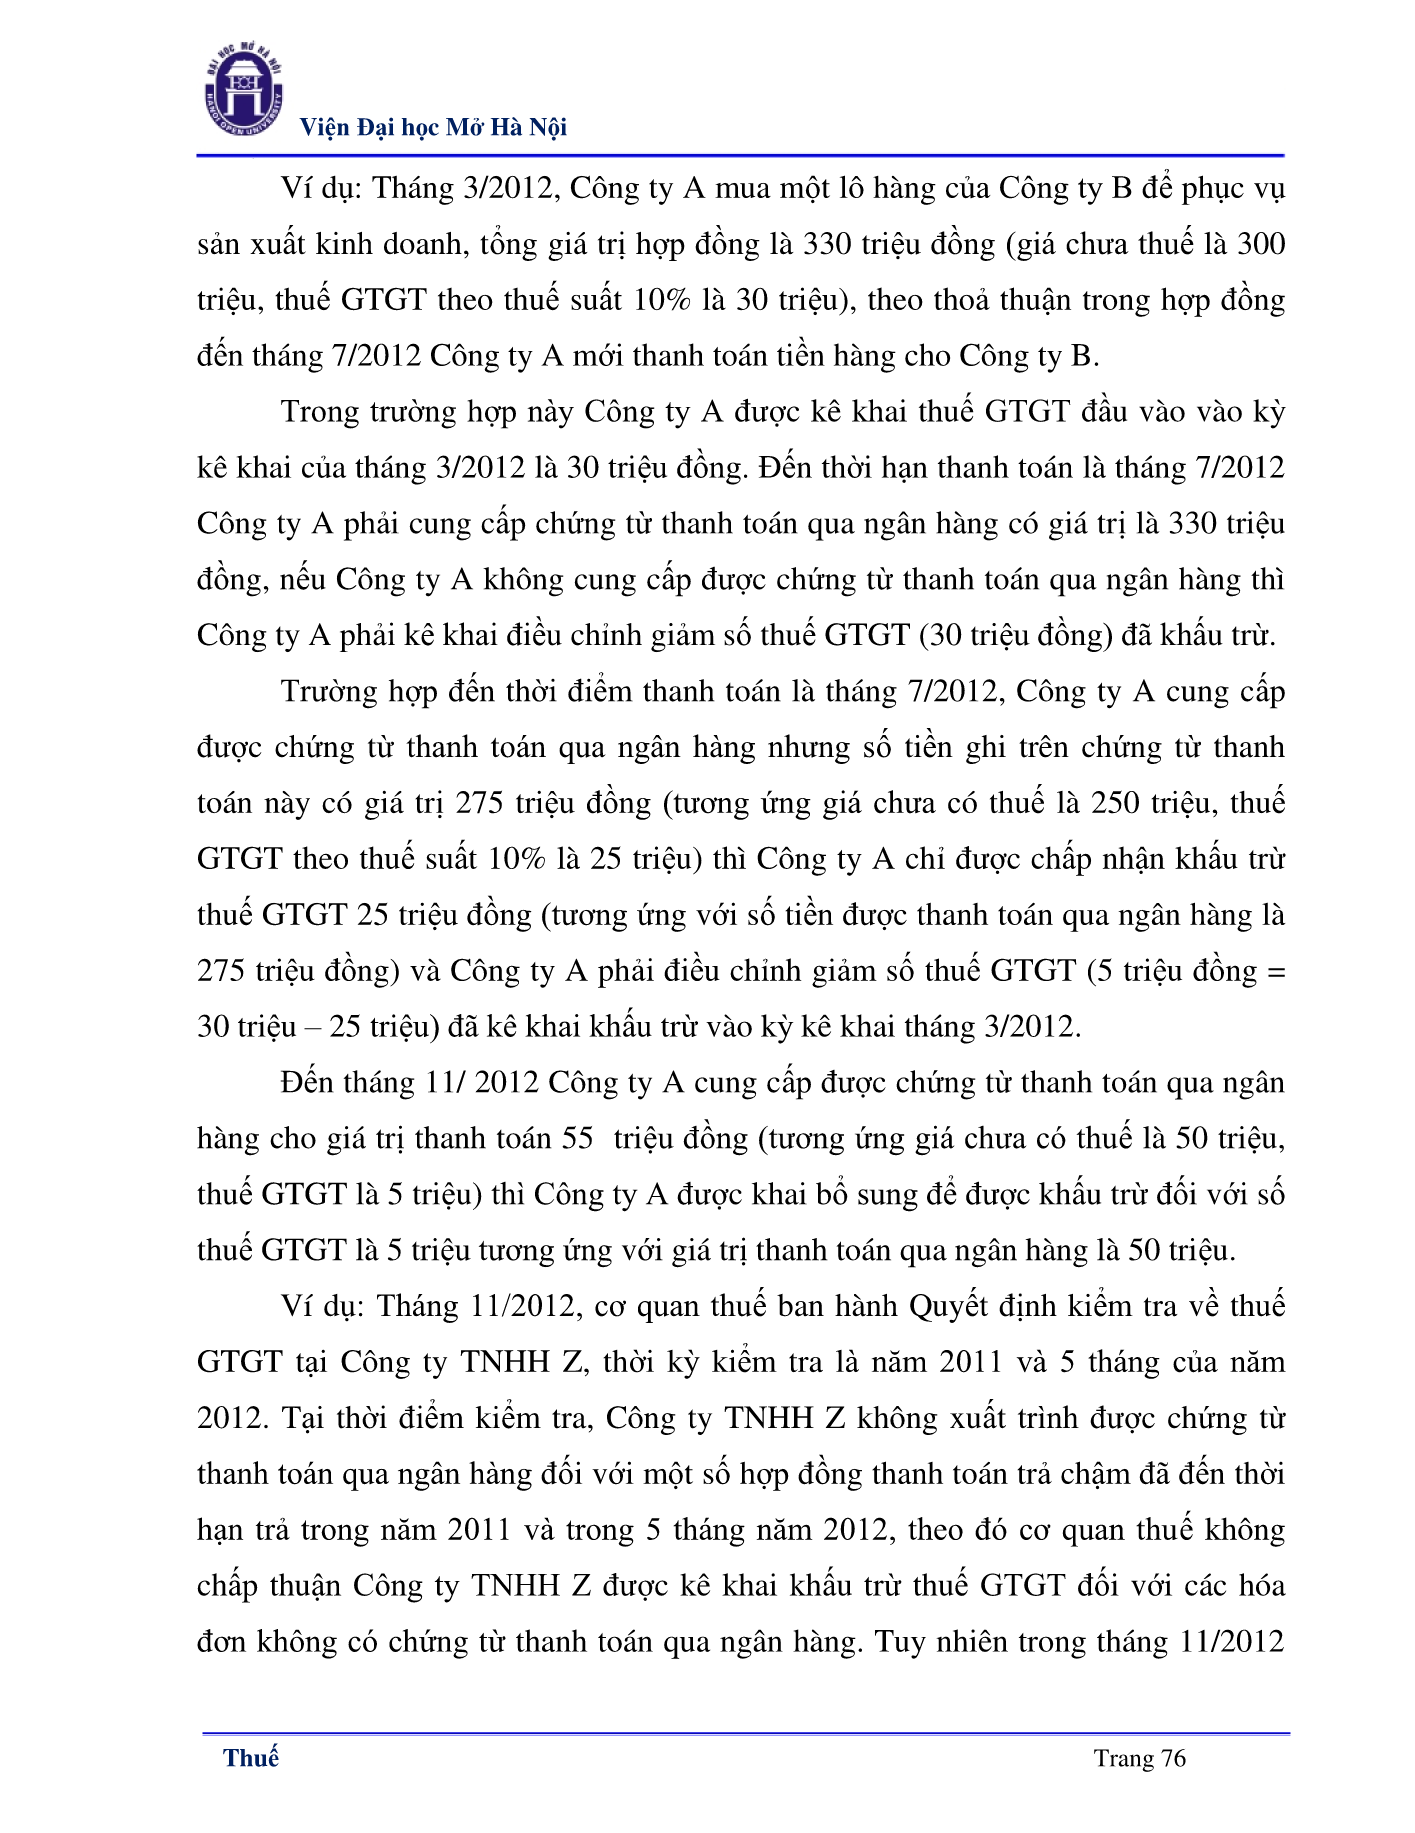 ĐẠI HỌC MỞ HÀ NỘI
HANOI OPEN UNIVERSITY
Viện Đại học Mở Hà Nội
Ví dụ: Tháng 3/2012, Công ty A mua một lô hàng của Công ty B để phục vụ
sản xuất kinh doanh, tổng giá trị hợp đồng là 330 triệu đồng (giá chưa thuế là 300
triệu, thuế GTGT theo thuế suất 10% là 30 triệu), theo thoả thuận trong hợp đồng
đến tháng 7/2012 Công ty A mới thanh toán tiền hàng cho Công ty B.
Trong trường hợp này Công ty A được kê khai thuế GTGT đầu vào vào kỳ
kê khai của tháng 3/2012 là 30 triệu đồng. Đến thời hạn thanh toán là tháng 7/2012
Công ty A phải cung cấp chứng từ thanh toán qua ngân hàng có giá trị là 330 triệu
đồng, nếu Công ty A không cung cấp được chứng từ thanh toán qua ngân hàng thì
Công ty A phải kê khai điều chỉnh giảm số thuế GTGT (30 triệu đồng) đã khấu trừ.
Trường hợp đến thời điểm thanh toán là tháng 7/2012, Công ty A cung cấp
được chứng từ thanh toán qua ngân hàng nhưng số tiền ghi trên chứng từ thanh
toán này có giá trị 275 triệu đồng (tương ứng giá chưa có thuế là 250 triệu, thuế
GTGT theo thuế suất 10% là 25 triệu) thì Công ty A chỉ được chấp nhận khấu trừ
thuế GTGT 25 triệu đồng (tương ứng với số tiền được thanh toán qua ngân hàng là
275 triệu đồng) và Công ty A phải điều chỉnh giảm số thuế GTGT (5 triệu đồng =
30 triệu – 25 triệu) đã kê khai khấu trừ vào kỳ kê khai tháng 3/2012.
Đến tháng 11/ 2012 Công ty A cung cấp được chứng từ thanh toán qua ngân
hàng cho giá trị thanh toán 55  triệu đồng (tương ứng giá chưa có thuế là 50 triệu,
thuế GTGT là 5 triệu) thì Công ty A được khai bổ sung để được khấu trừ đối với số
thuế GTGT là 5 triệu tương ứng với giá trị thanh toán qua ngân hàng là 50 triệu.
Ví dụ: Tháng 11/2012, cơ quan thuế ban hành Quyết định kiểm tra về thuế
GTGT tại Công ty TNHH Z, thời kỳ kiểm tra là năm 2011 và 5 tháng của năm
2012. Tại thời điểm kiểm tra, Công ty TNHH Z không xuất trình được chứng từ
thanh toán qua ngân hàng đối với một số hợp đồng thanh toán trả chậm đã đến thời
hạn trả trong năm 2011 và trong 5 tháng năm 2012, theo đó cơ quan thuế không
chấp thuận Công ty TNHH Z được kê khai khấu trừ thuế GTGT đối với các hóa
đơn không có chứng từ thanh toán qua ngân hàng. Tuy nhiên trong tháng 11/2012
Thuế
Trang 76